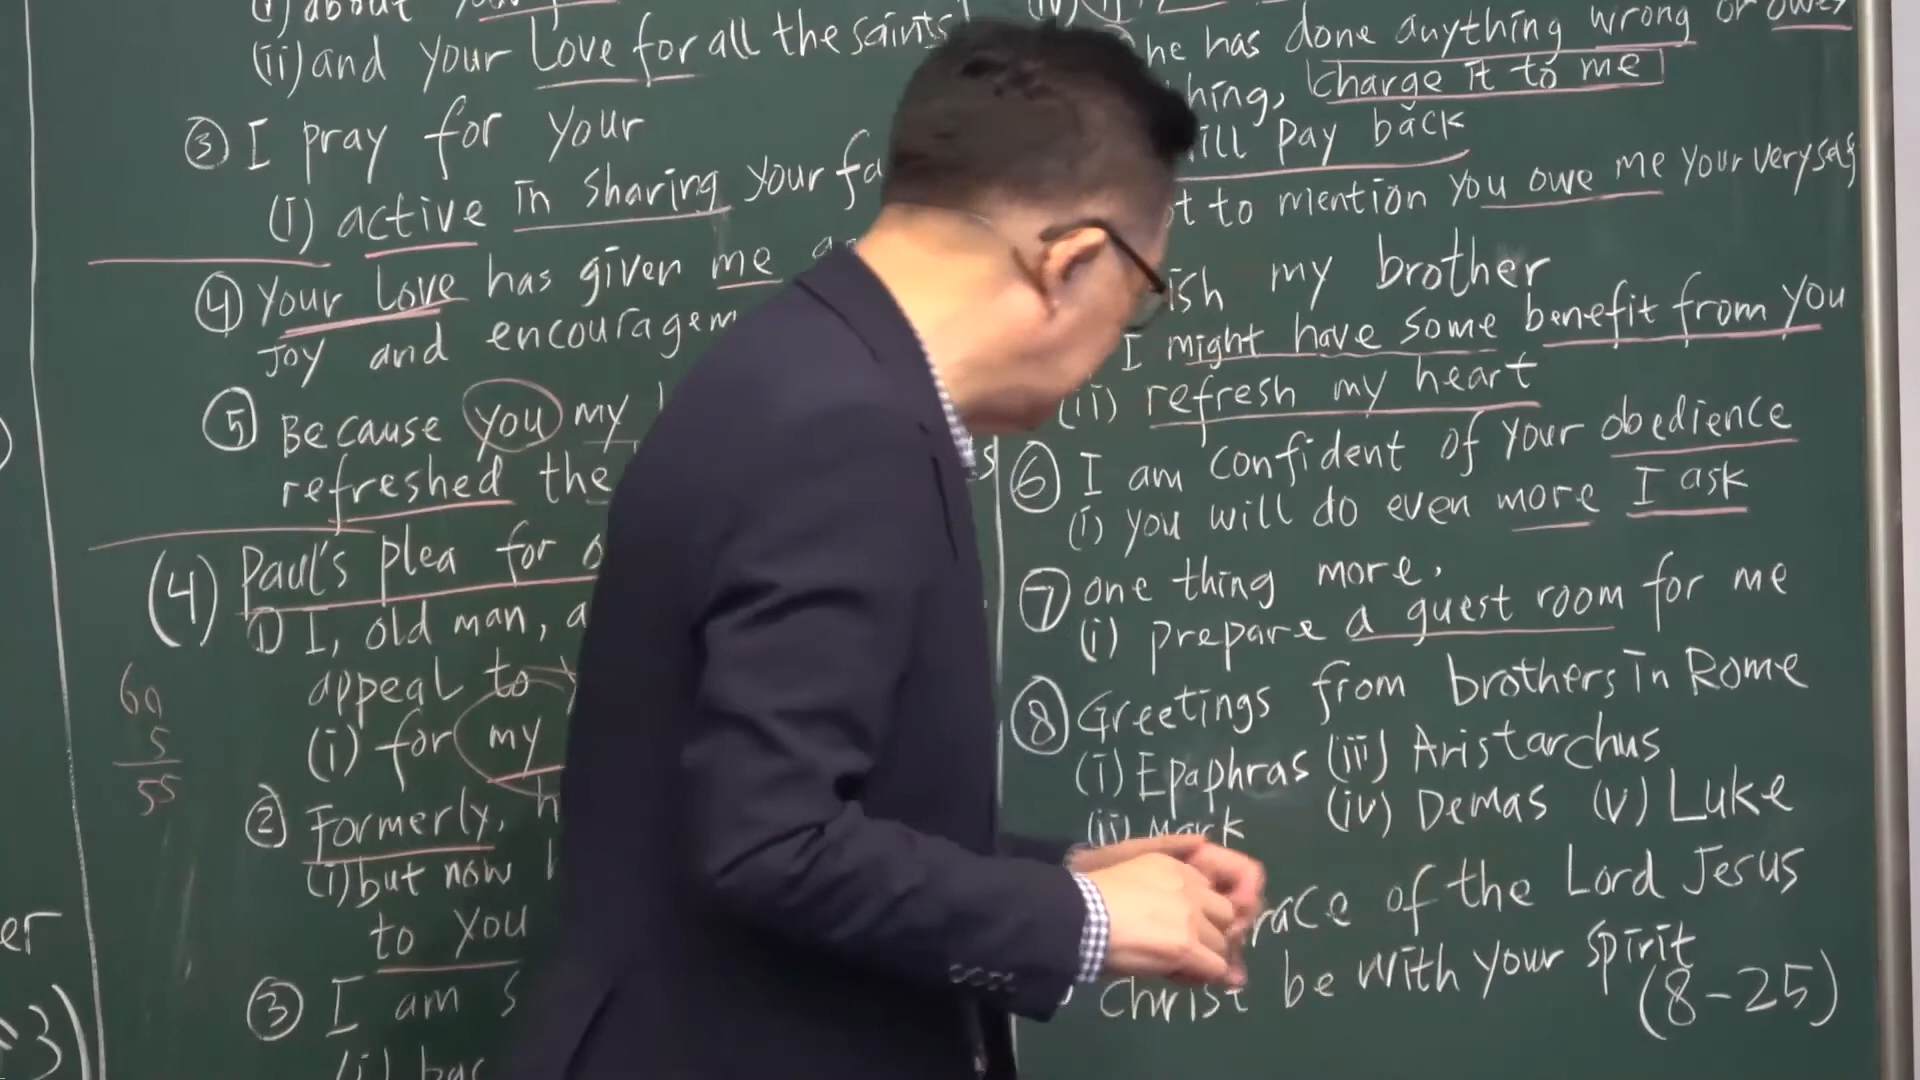 (i) about
(ii) and your Love for all the saints
③ I pray for your
(i) active in sharing your fa
④ Your Love has given me
Joy and encouragem
⑤ Because you my
refreshed the
(4) Paul's plea for o
① I, old man, a
appeal to
(i) for my
② Formerly, h
(i) but now
to you
③ I am s
(i) bac
60
5
55
er
3)
he has done anything wrong or owes
hing, charge it to me
ill pay back
t to mention you owe me your very self
ish my brother
I might have some benefit from you
(ii) refresh my heart
s
⑥ I am confident of your obedience
(i) you will do even more I ask
⑦ one thing more,
(i) prepare a guest room for me
⑧ Greetings from brothers in Rome
(i) Epaphras (iii) Aristarchus
(ii) Mark (iv) Demas (v) Luke
race of the Lord Jesus
Christ be with your spirit
(8-25)